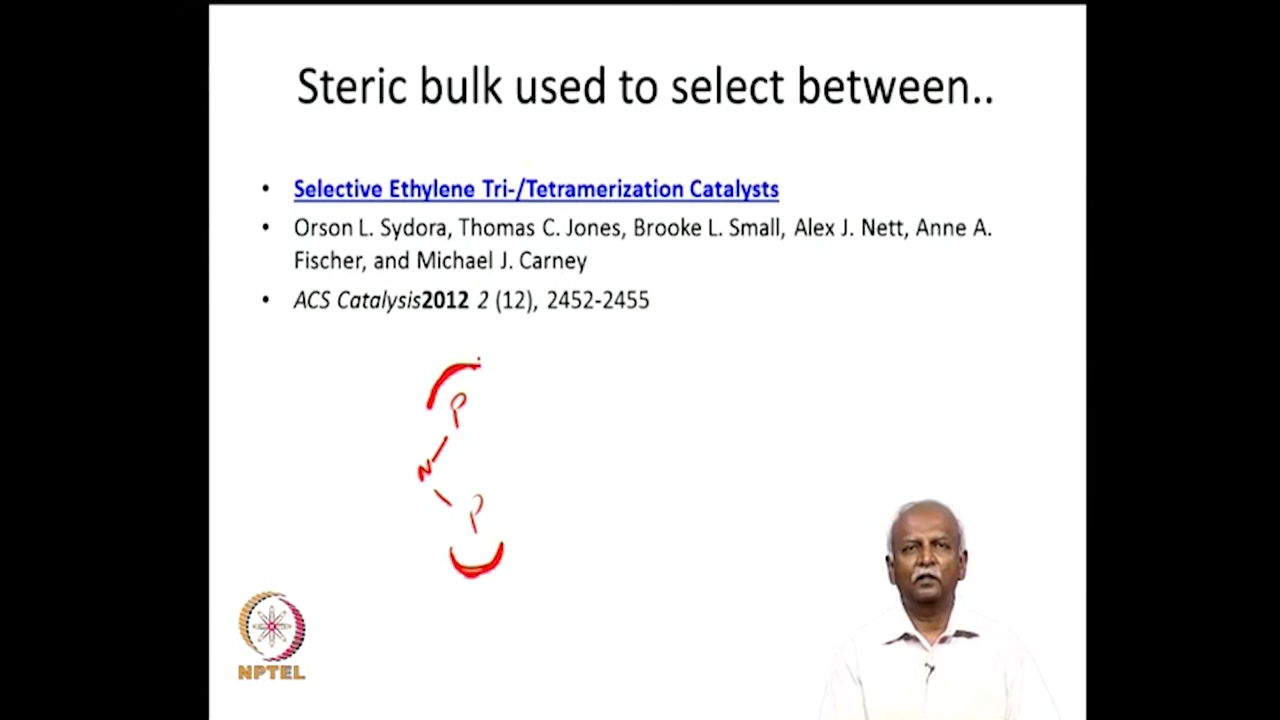 Steric bulk used to select between..
• Selective Ethylene Tri-/Tetramerization Catalysts
• Orson L. Sydora, Thomas C. Jones, Brooke L. Small, Alex J. Nett, Anne A.
Fischer, and Michael J. Carney
• ACS Catalysis2012 2 (12), 2452-2455
P
N
P
NPTEL